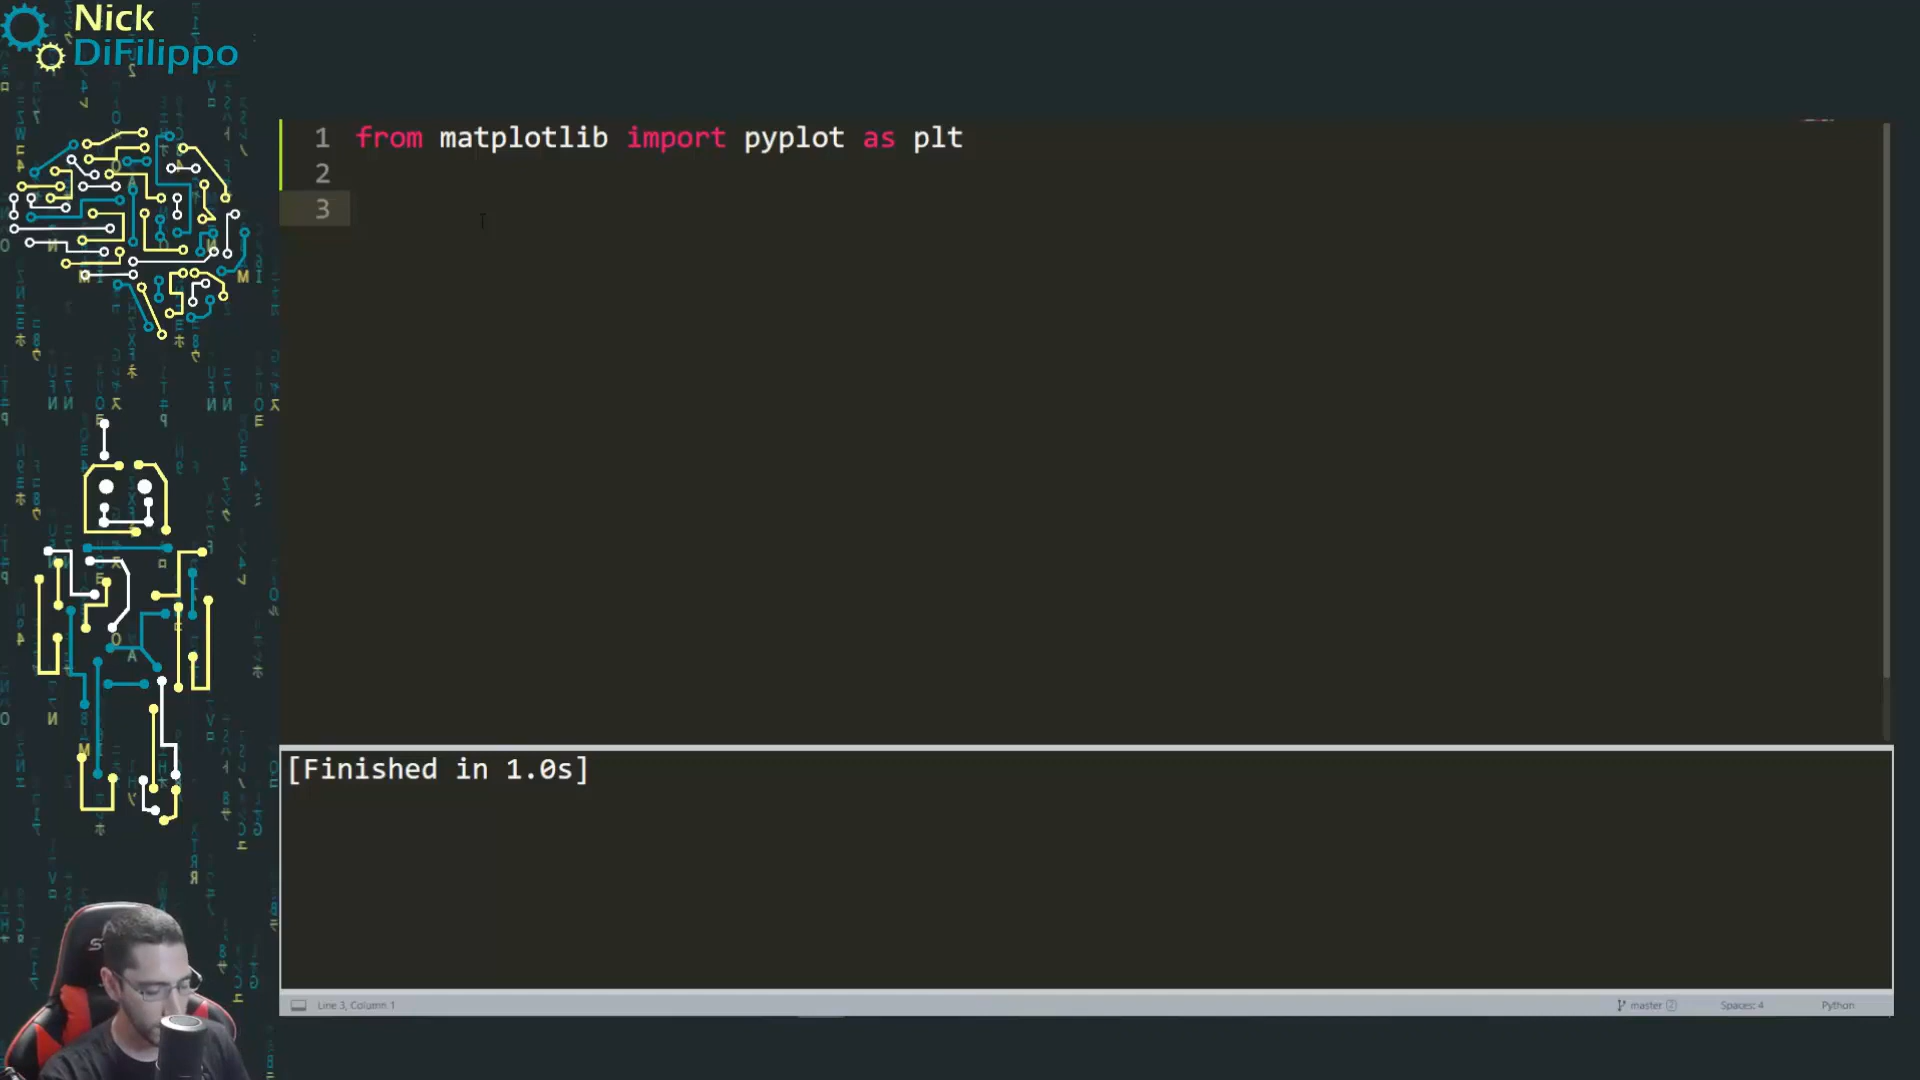 Nick
DiFilippo
1 from matplotlib import pyplot as plt
2
3
[Finished in 1.0s]
Line 3, Column 1
master 2
Spaces: 4
Python